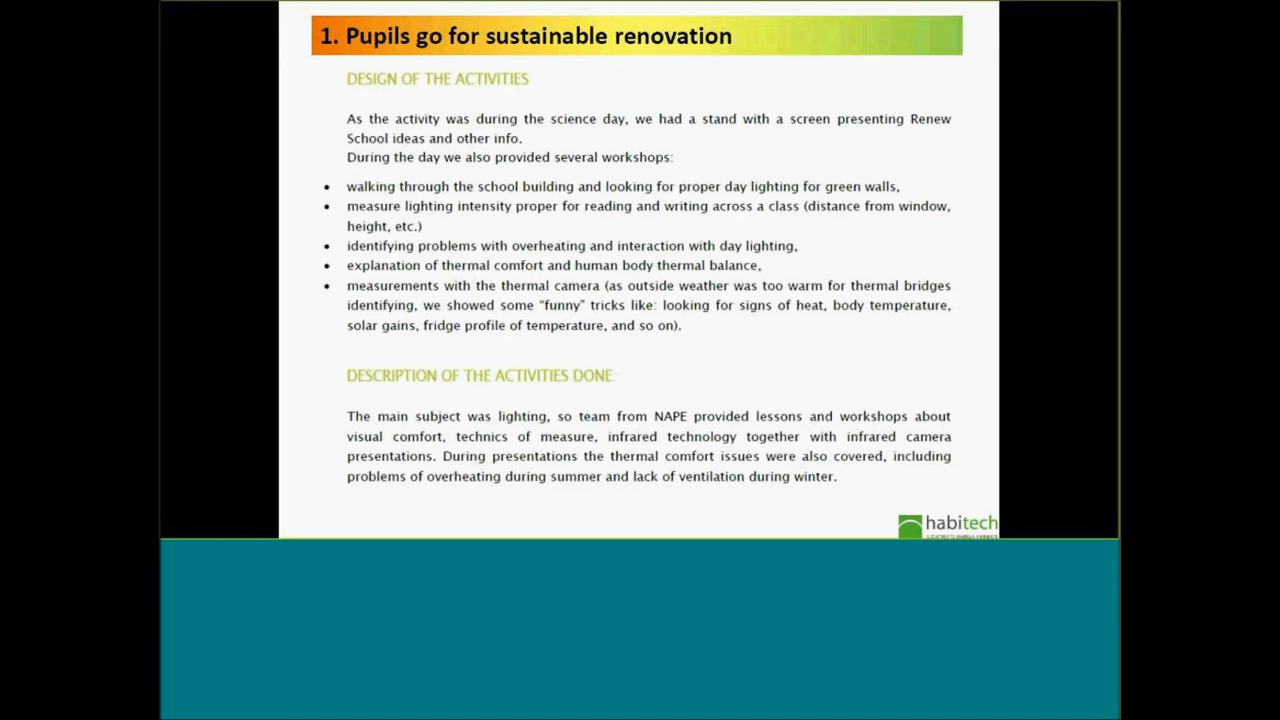 1. Pupils go for sustainable renovation
DESIGN OF THE ACTIVITIES
As the activity was during the science day, we had a stand with a screen presenting Renew
School ideas and other info.
During the day we also provided several workshops:
• walking through the school building and looking for proper day lighting for green walls,
• measure lighting intensity proper for reading and writing across a class (distance from window,
height, etc.)
• identifying problems with overheating and interaction with day lighting,
• explanation of thermal comfort and human body thermal balance,
• measurements with the thermal camera (as outside weather was too warm for thermal bridges
identifying, we showed some “funny” tricks like: looking for signs of heat, body temperature,
solar gains, fridge profile of temperature, and so on).
DESCRIPTION OF THE ACTIVITIES DONE
The main subject was lighting, so team from NAPE provided lessons and workshops about
visual comfort, technics of measure, infrared technology together with infrared camera
presentations. During presentations the thermal comfort issues were also covered, including
problems of overheating during summer and lack of ventilation during winter.
habitech